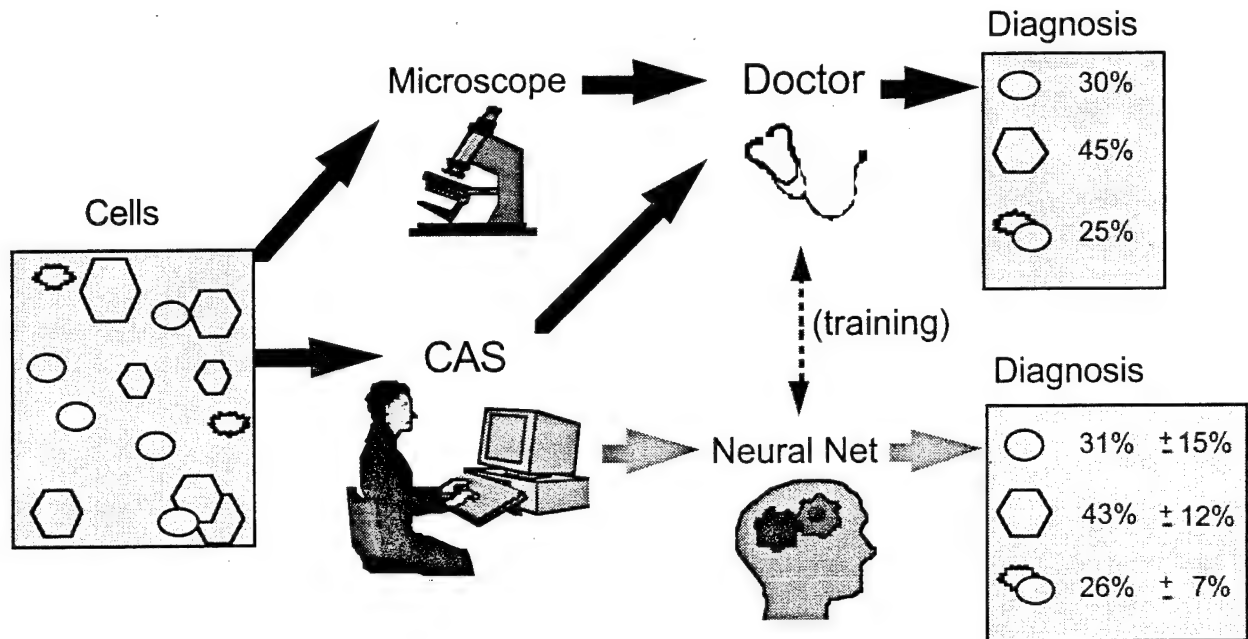 Diagnosis
Microscope
Doctor
30%
45%
25%
Cells
CAS
(training)
Diagnosis
Neural Net
31% ±15%
43% ±12%
26% ± 7%